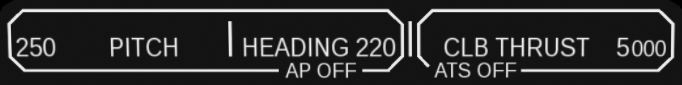 250 PITCH HEADING 220 CLB THRUST 5000
AP OFF ATS OFF